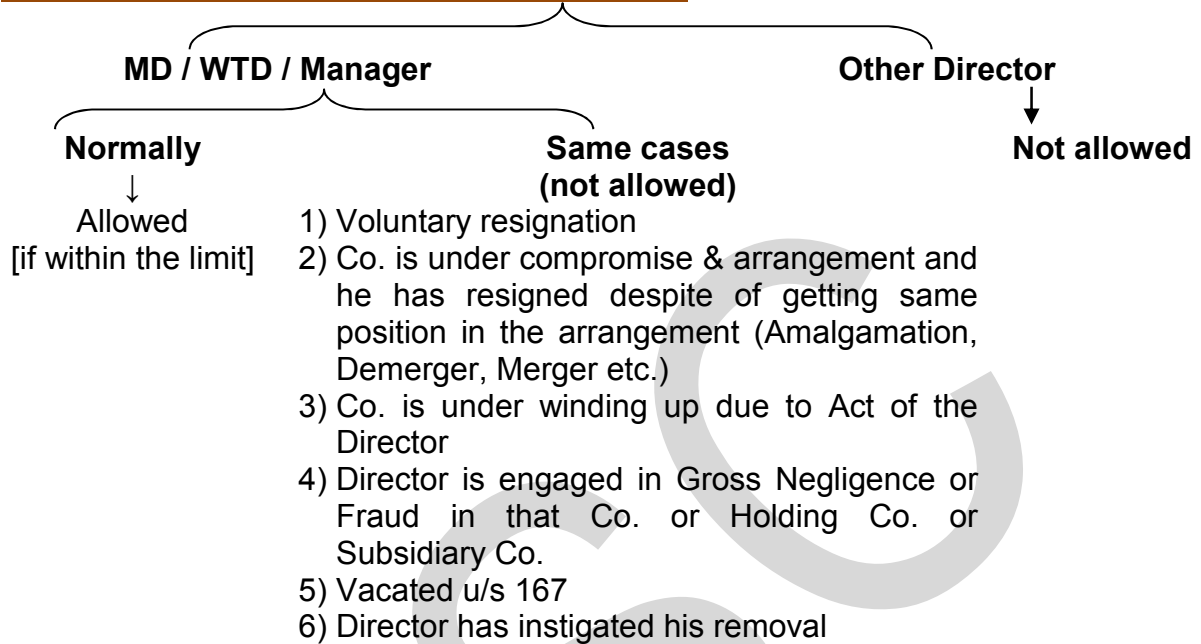 MD / WTD / Manager
Other Director
Normally
Same cases
(not allowed)
Not allowed
↓
Allowed
[if within the limit]
1) Voluntary resignation
2) Co. is under compromise & arrangement and
he has resigned despite of getting same
position in the arrangement (Amalgamation,
Demerger, Merger etc.)
3) Co. is under winding up due to Act of the
Director
4) Director is engaged in Gross Negligence or
Fraud in that Co. or Holding Co. or
Subsidiary Co.
5) Vacated u/s 167
6) Director has instigated his removal